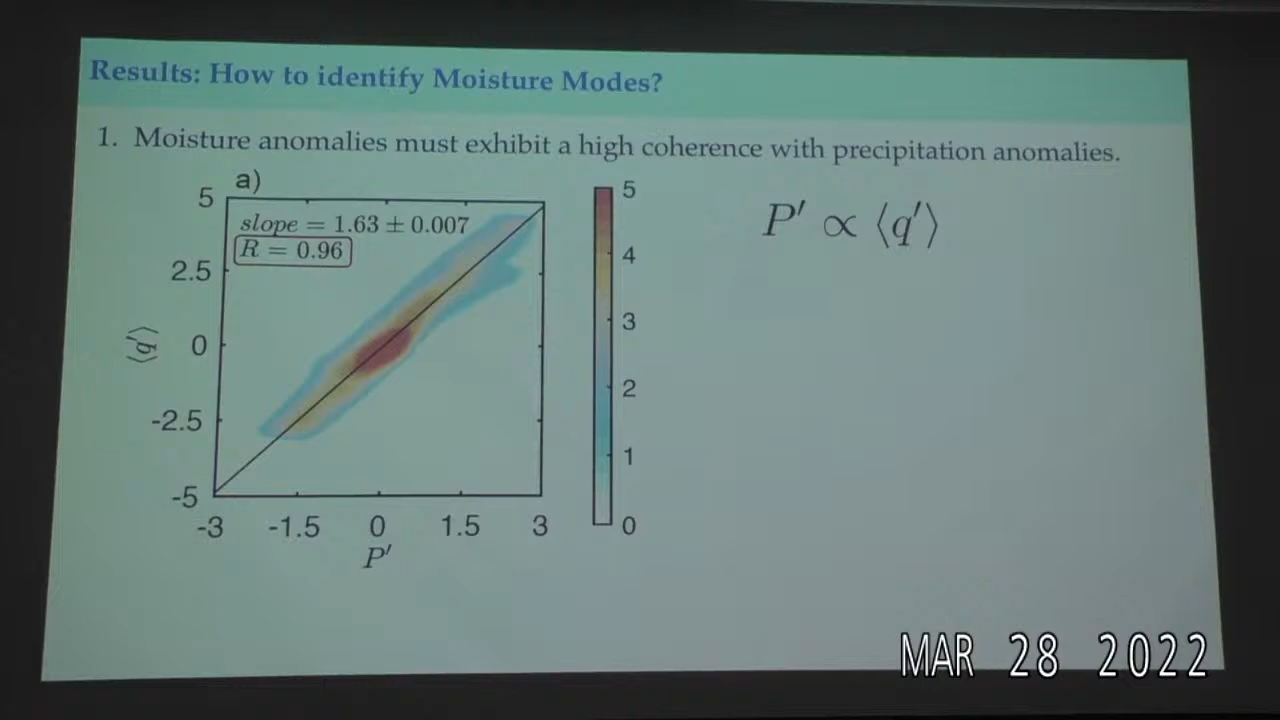 Results: How to identify Moisture Modes?
1. Moisture anomalies must exhibit a high coherence with precipitation anomalies.
a)
slope = 1.63 ± 0.007
R = 0.96
P′ ∝ ⟨q′⟩
5
2.5
0
-2.5
-5
⟨q′⟩
-3 -1.5 0 1.5 3
P′
5
4
3
2
1
0
MAR 28 2022